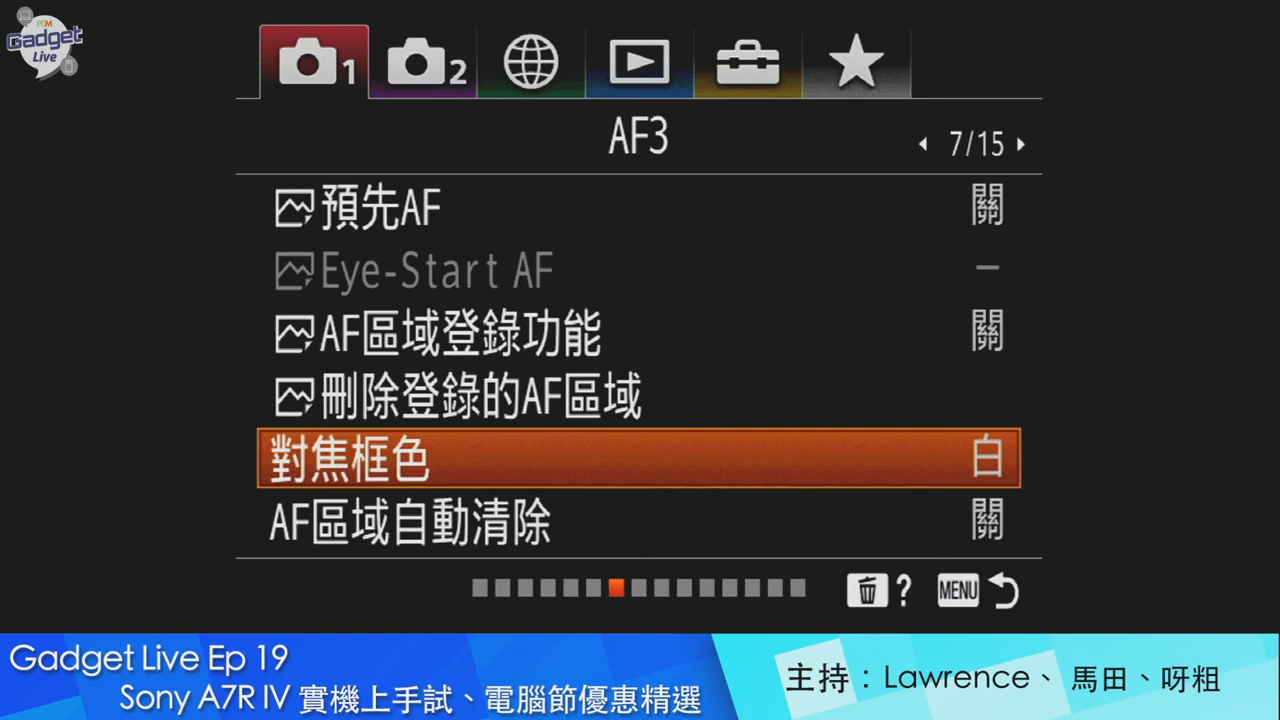 PCM
Gadget
Live
1
2
AF3
7/15
預先AF 關
Eye-Start AF –
AF區域登錄功能 關
刪除登錄的AF區域
對焦框色 白
AF區域自動清除 關
? MENU
Gadget Live Ep 19
Sony A7R IV 實機上手試、電腦節優惠精選
主持：Lawrence、馬田、呀粗